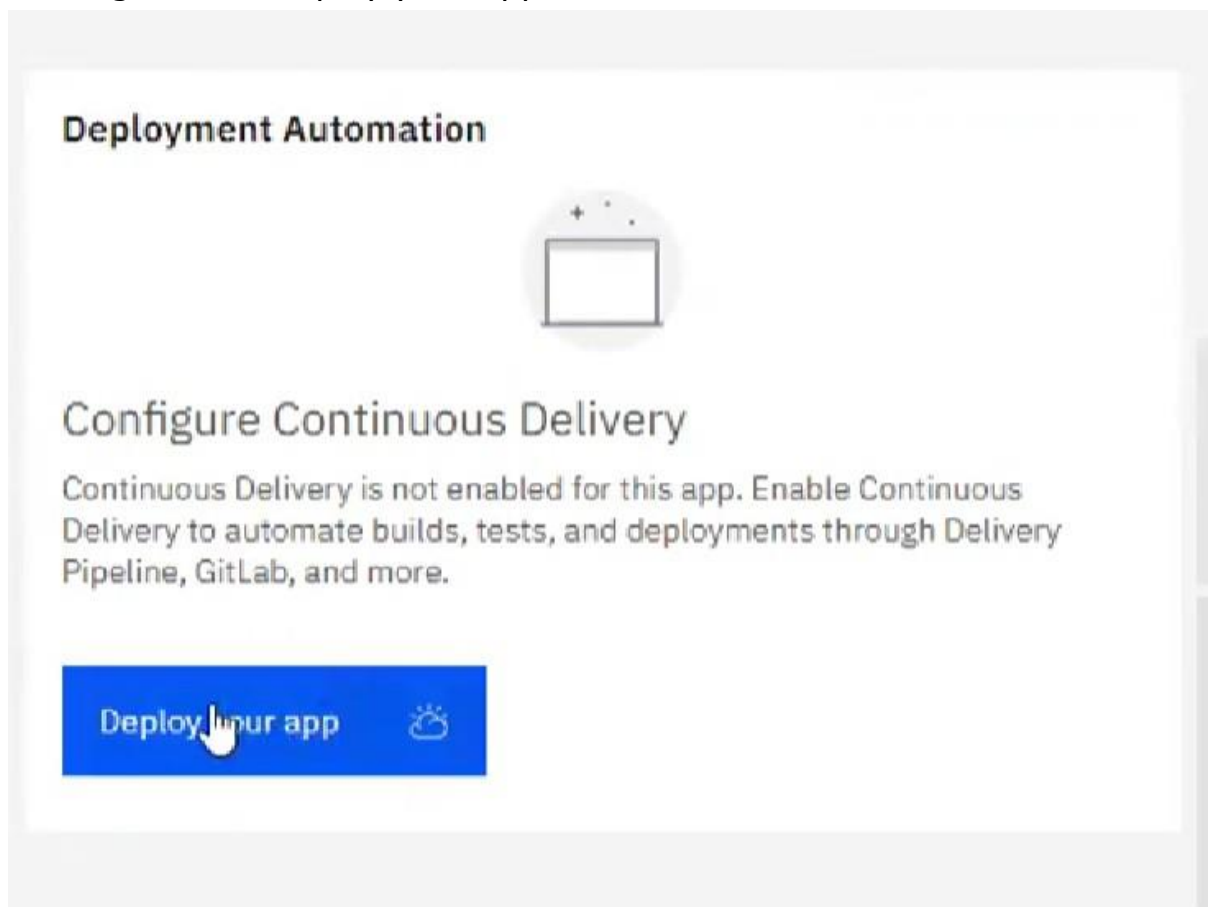 Deployment Automation
Configure Continuous Delivery
Continuous Delivery is not enabled for this app. Enable Continuous
Delivery to automate builds, tests, and deployments through Delivery
Pipeline, GitLab, and more.
Deploy your app